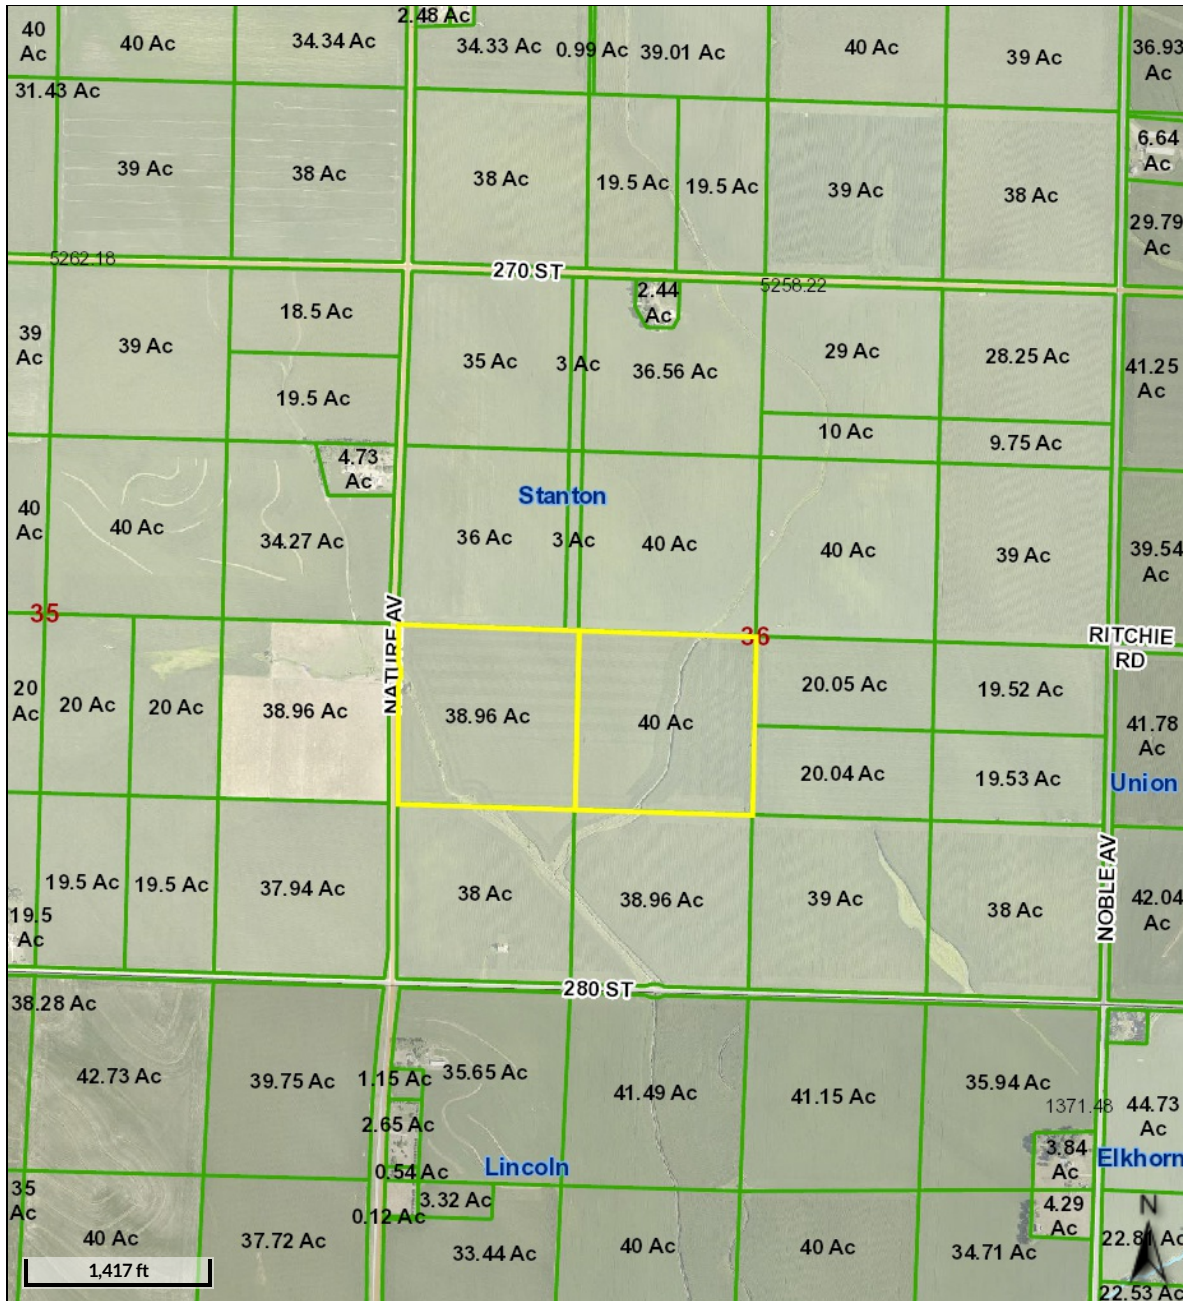 2.48 Ac
40
Ac
40 Ac
34.34 Ac
34.33 Ac
0.99 Ac
39.01 Ac
40 Ac
39 Ac
36.93
Ac
31.43 Ac
6.64
Ac
39 Ac
38 Ac
38 Ac
19.5 Ac
19.5 Ac
39 Ac
38 Ac
29.79
Ac
5262.18
270 ST
5258.22
2.44
Ac
18.5 Ac
39
Ac
39 Ac
35 Ac
3 Ac
36.56 Ac
29 Ac
28.25 Ac
41.25
Ac
19.5 Ac
10 Ac
9.75 Ac
4.73
Ac
Stanton
40
Ac
40 Ac
34.27 Ac
36 Ac
3 Ac
40 Ac
40 Ac
39 Ac
39.54
Ac
35
NATURE AV
36
RITCHIE
RD
20
Ac
20 Ac
20 Ac
38.96 Ac
38.96 Ac
40 Ac
20.05 Ac
19.52 Ac
41.78
Ac
20.04 Ac
19.53 Ac
Union
19.5 Ac
19.5 Ac
37.94 Ac
38 Ac
38.96 Ac
39 Ac
38 Ac
NOBLE AV
42.04
Ac
19.5
Ac
280 ST
38.28 Ac
42.73 Ac
39.75 Ac
1.15 Ac
35.65 Ac
41.49 Ac
41.15 Ac
35.94 Ac
1371.48
44.73
Ac
2.65 Ac
3.84
Ac
Elkhorn
0.54 Ac
Lincoln
35
Ac
3.32 Ac
4.29
Ac
N
0.12 Ac
40 Ac
37.72 Ac
33.44 Ac
40 Ac
40 Ac
34.71 Ac
22.81 Ac
1,417 ft
22.53 Ac